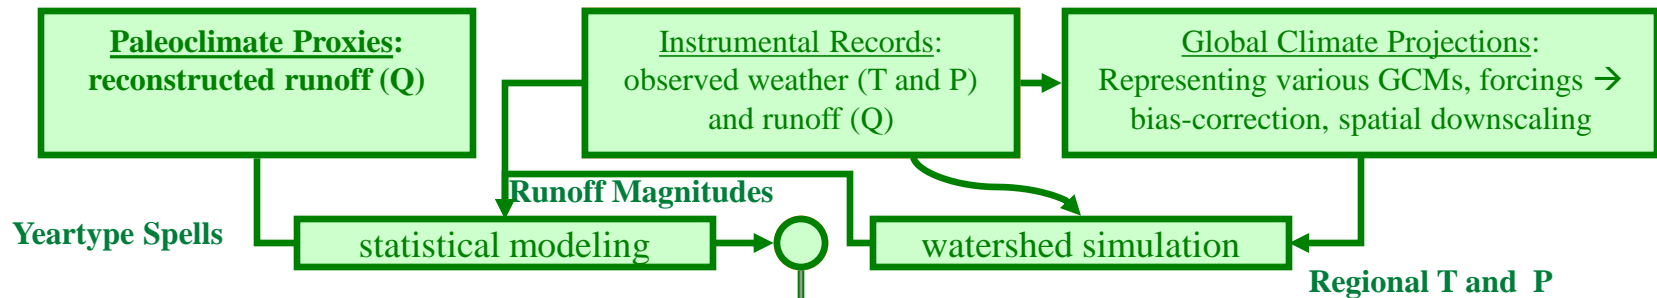 Paleoclimate Proxies:
reconstructed runoff (Q)
Instrumental Records:
observed weather (T and P)
and runoff (Q)
Global Climate Projections:
Representing various GCMs, forcings →
bias-correction, spatial downscaling
Runoff Magnitudes
Yeartype Spells
statistical modeling
watershed simulation
Regional T and P